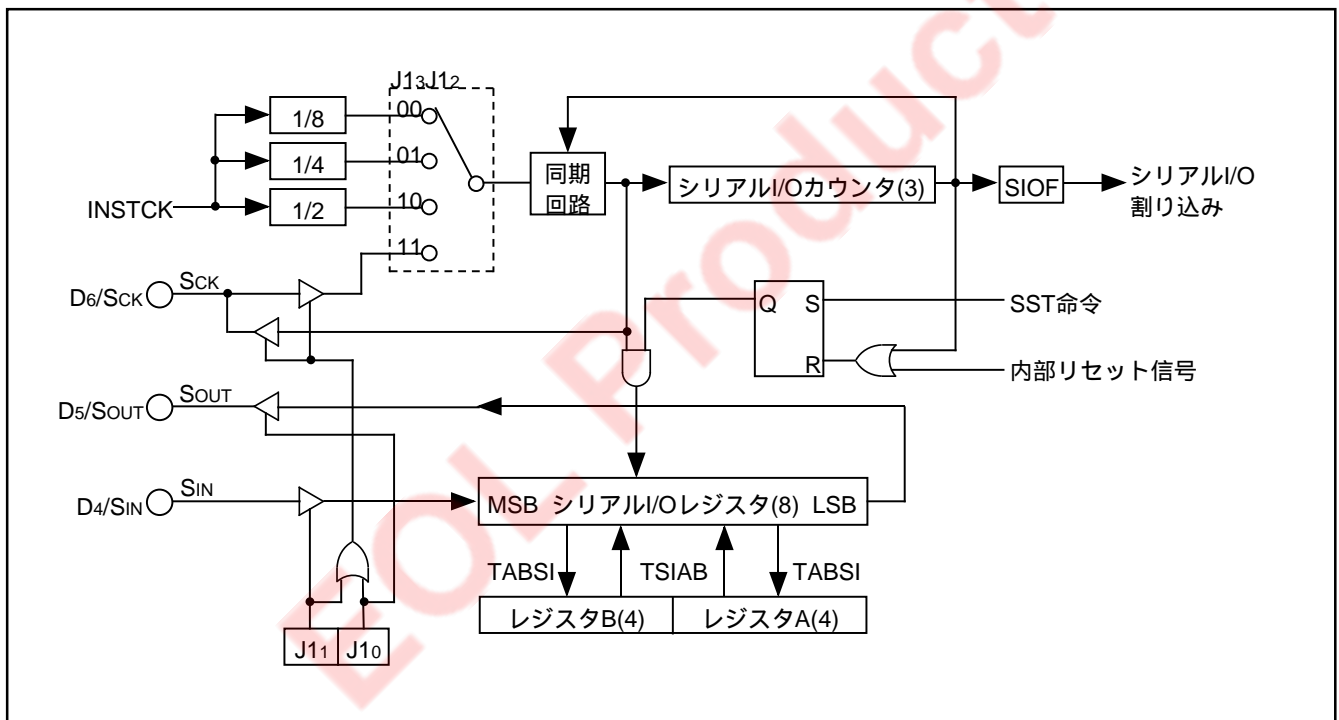 J13J12
1/8
00
1/4
01
1/2
10
11
INSTCK
同期
回路
シリアルI/Oカウンタ(3)
SIOF
シリアルI/O
割り込み
D6/SCK
SCK
Q
S
R
SST命令
内部リセット信号
D5/SOUT
SOUT
D4/SIN
SIN
MSB シリアルI/Oレジスタ(8) LSB
TABSI
TSIAB
TABSI
レジスタB(4)
レジスタA(4)
J11
J10
EOL Product